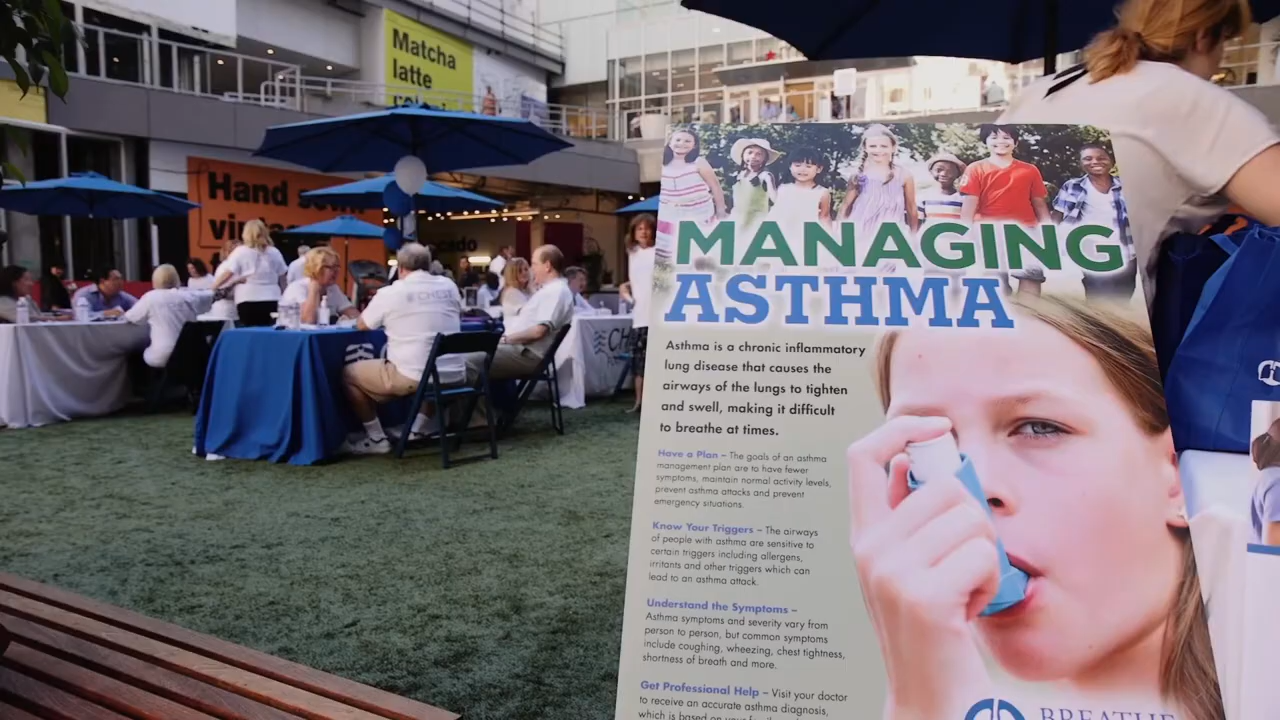 Matcha
latte
Hand
MANAGING
ASTHMA
Asthma is a chronic inflammatory
lung disease that causes the
airways of the lungs to tighten
and swell, making it difficult
to breathe at times.
Have a Plan – The goals of an asthma
management plan are to have fewer
symptoms, maintain normal activity levels,
prevent asthma attacks and prevent
emergency situations.
Know Your Triggers – The airways
of people with asthma are sensitive to
certain triggers including allergens,
irritants and other triggers which can
lead to an asthma attack.
Understand the Symptoms –
Asthma symptoms and severity vary from
person to person, but common symptoms
include coughing, wheezing, chest tightness,
shortness of breath and more.
Get Professional Help – Visit your doctor
to receive an accurate asthma diagnosis,
which is based on your
BREATHE
CHEST